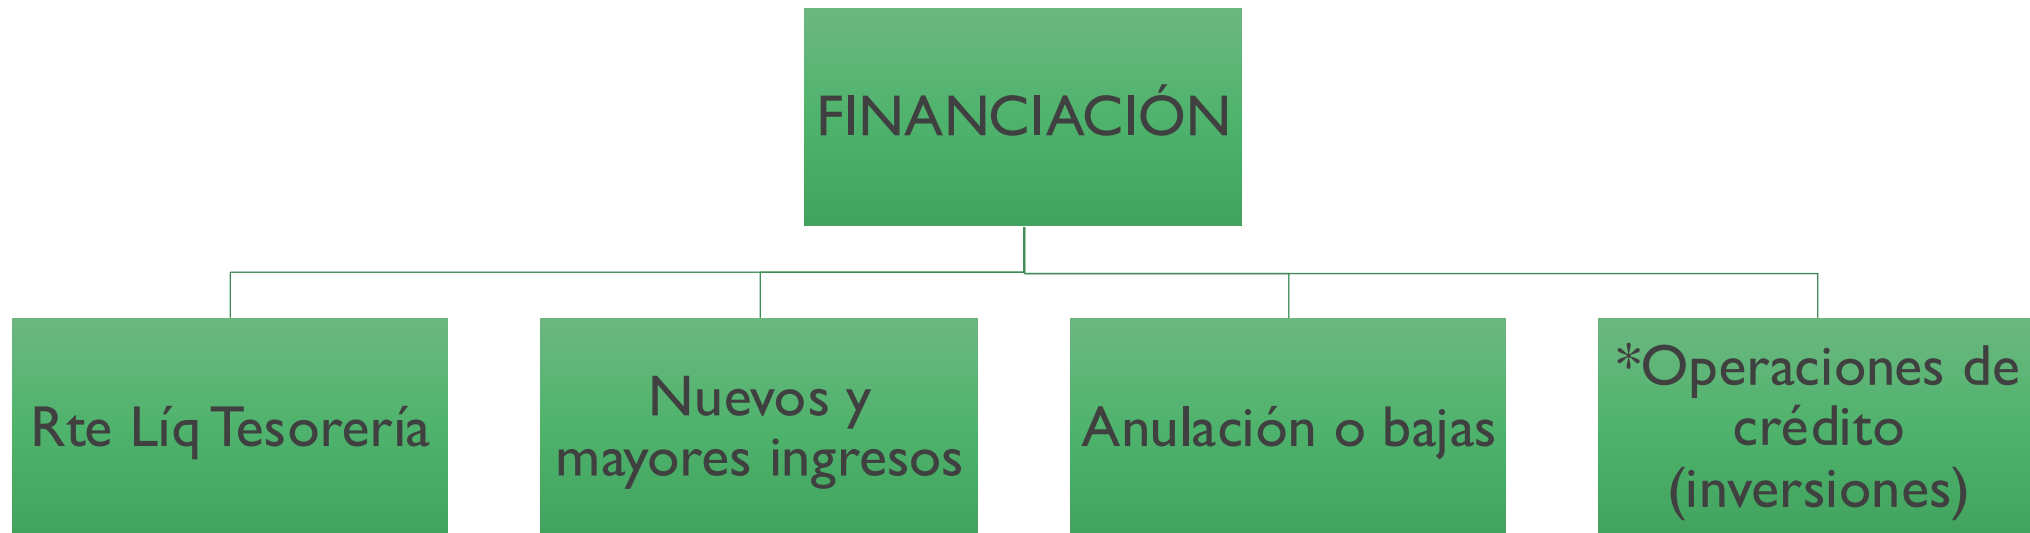 FINANCIACIÓN
Rte Líq Tesorería
Nuevos y
mayores ingresos
Anulación o bajas
*Operaciones de
crédito
(inversiones)